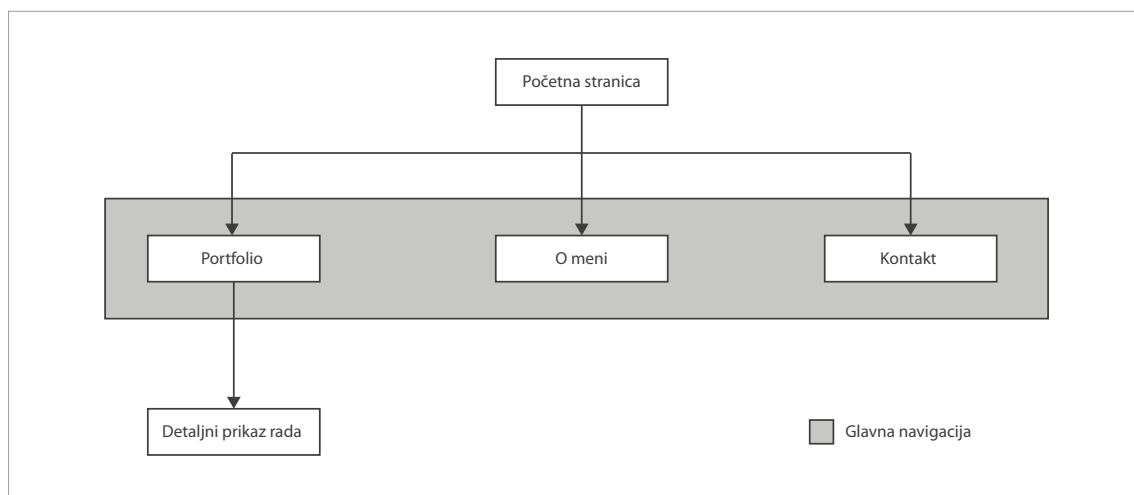 Početna stranica
Portfolio
O meni
Kontakt
Detaljni prikaz rada
Glavna navigacija